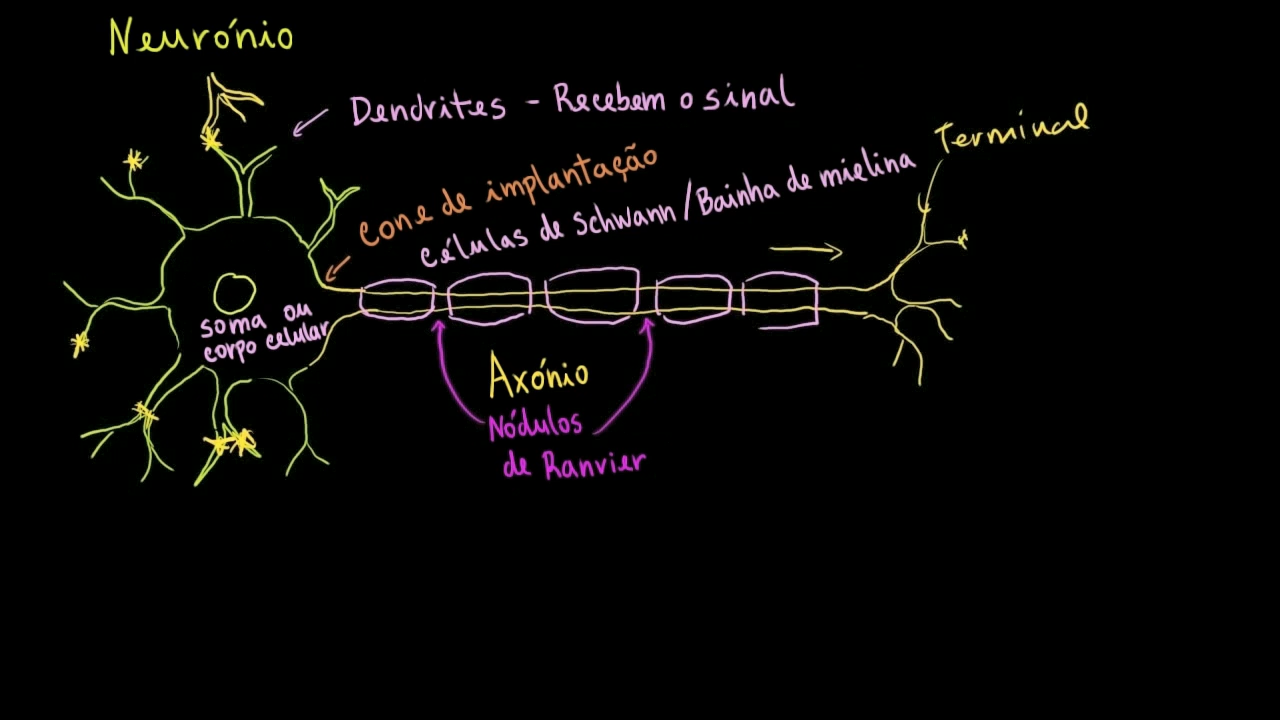 Neurónio
Dendrites - Recebem o sinal
Terminal
cone de implantação
células de Schwann/Bainha de mielina
soma ou
corpo celular
Axónio
Nódulos
de Ranvier